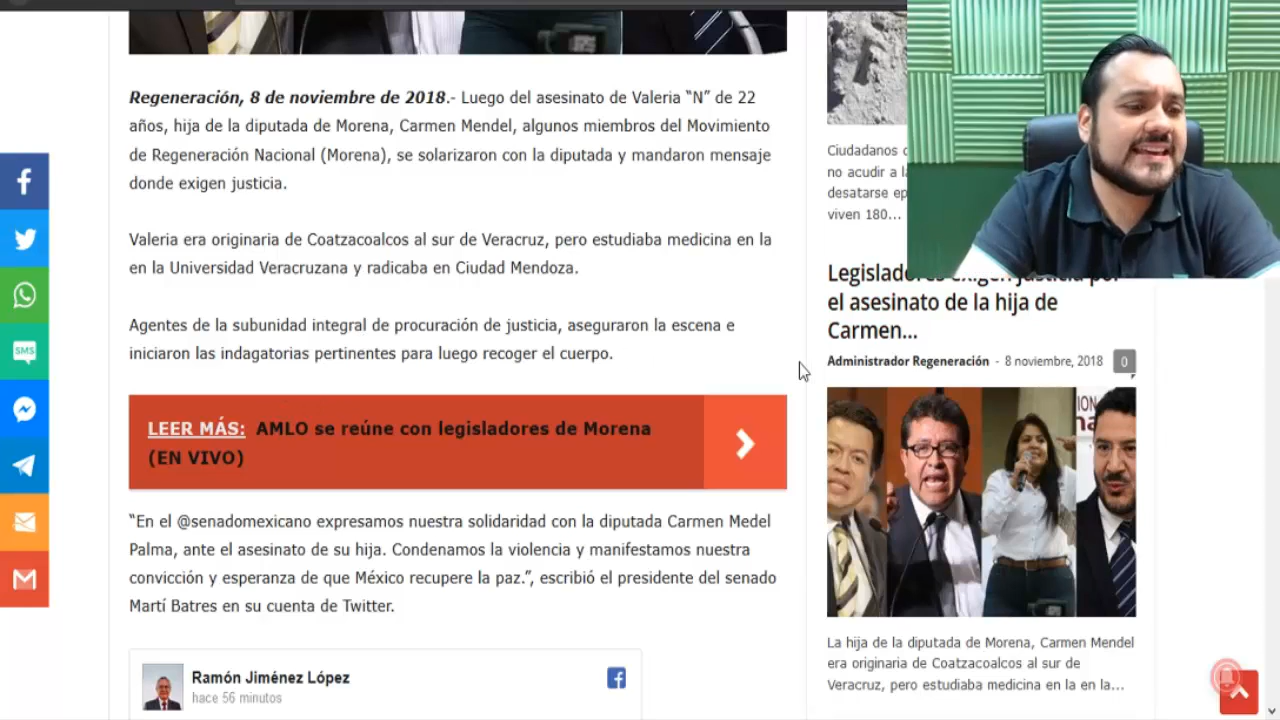 Regeneración, 8 de noviembre de 2018.- Luego del asesinato de Valeria “N” de 22
años, hija de la diputada de Morena, Carmen Mendel, algunos miembros del Movimiento
de Regeneración Nacional (Morena), se solarizaron con la diputada y mandaron mensaje
donde exigen justicia.
Valeria era originaria de Coatzacoalcos al sur de Veracruz, pero estudiaba medicina en la
en la Universidad Veracruzana y radicaba en Ciudad Mendoza.
Agentes de la subunidad integral de procuración de justicia, aseguraron la escena e
iniciaron las indagatorias pertinentes para luego recoger el cuerpo.
LEER MÁS: AMLO se reúne con legisladores de Morena
(EN VIVO)
“En el @senadomexicano expresamos nuestra solidaridad con la diputada Carmen Medel
Palma, ante el asesinato de su hija. Condenamos la violencia y manifestamos nuestra
convicción y esperanza de que México recupere la paz.”, escribió el presidente del senado
Martí Batres en su cuenta de Twitter.
Ramón Jiménez López
hace 56 minutos
SMS
Ciudadanos
no acudir a
desatarse
viven 180...
Legisladores exigen justicia por
el asesinato de la hija de
Carmen...
Administrador Regeneración - 8 noviembre, 2018 0
ION
La hija de la diputada de Morena, Carmen Mendel
era originaria de Coatzacoalcos al sur de
Veracruz, pero estudiaba medicina en la en la...